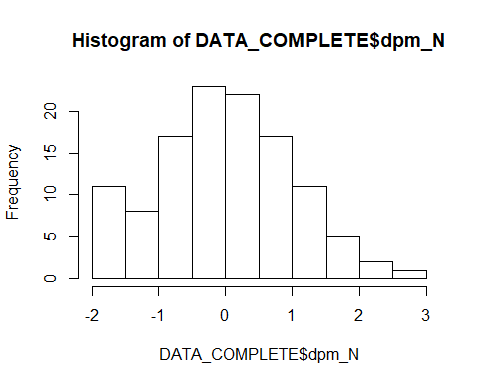 Histogram of DATA_COMPLETE$dpm_N
Frequency
20
15
10
5
0
-2 -1 0 1 2 3
DATA_COMPLETE$dpm_N